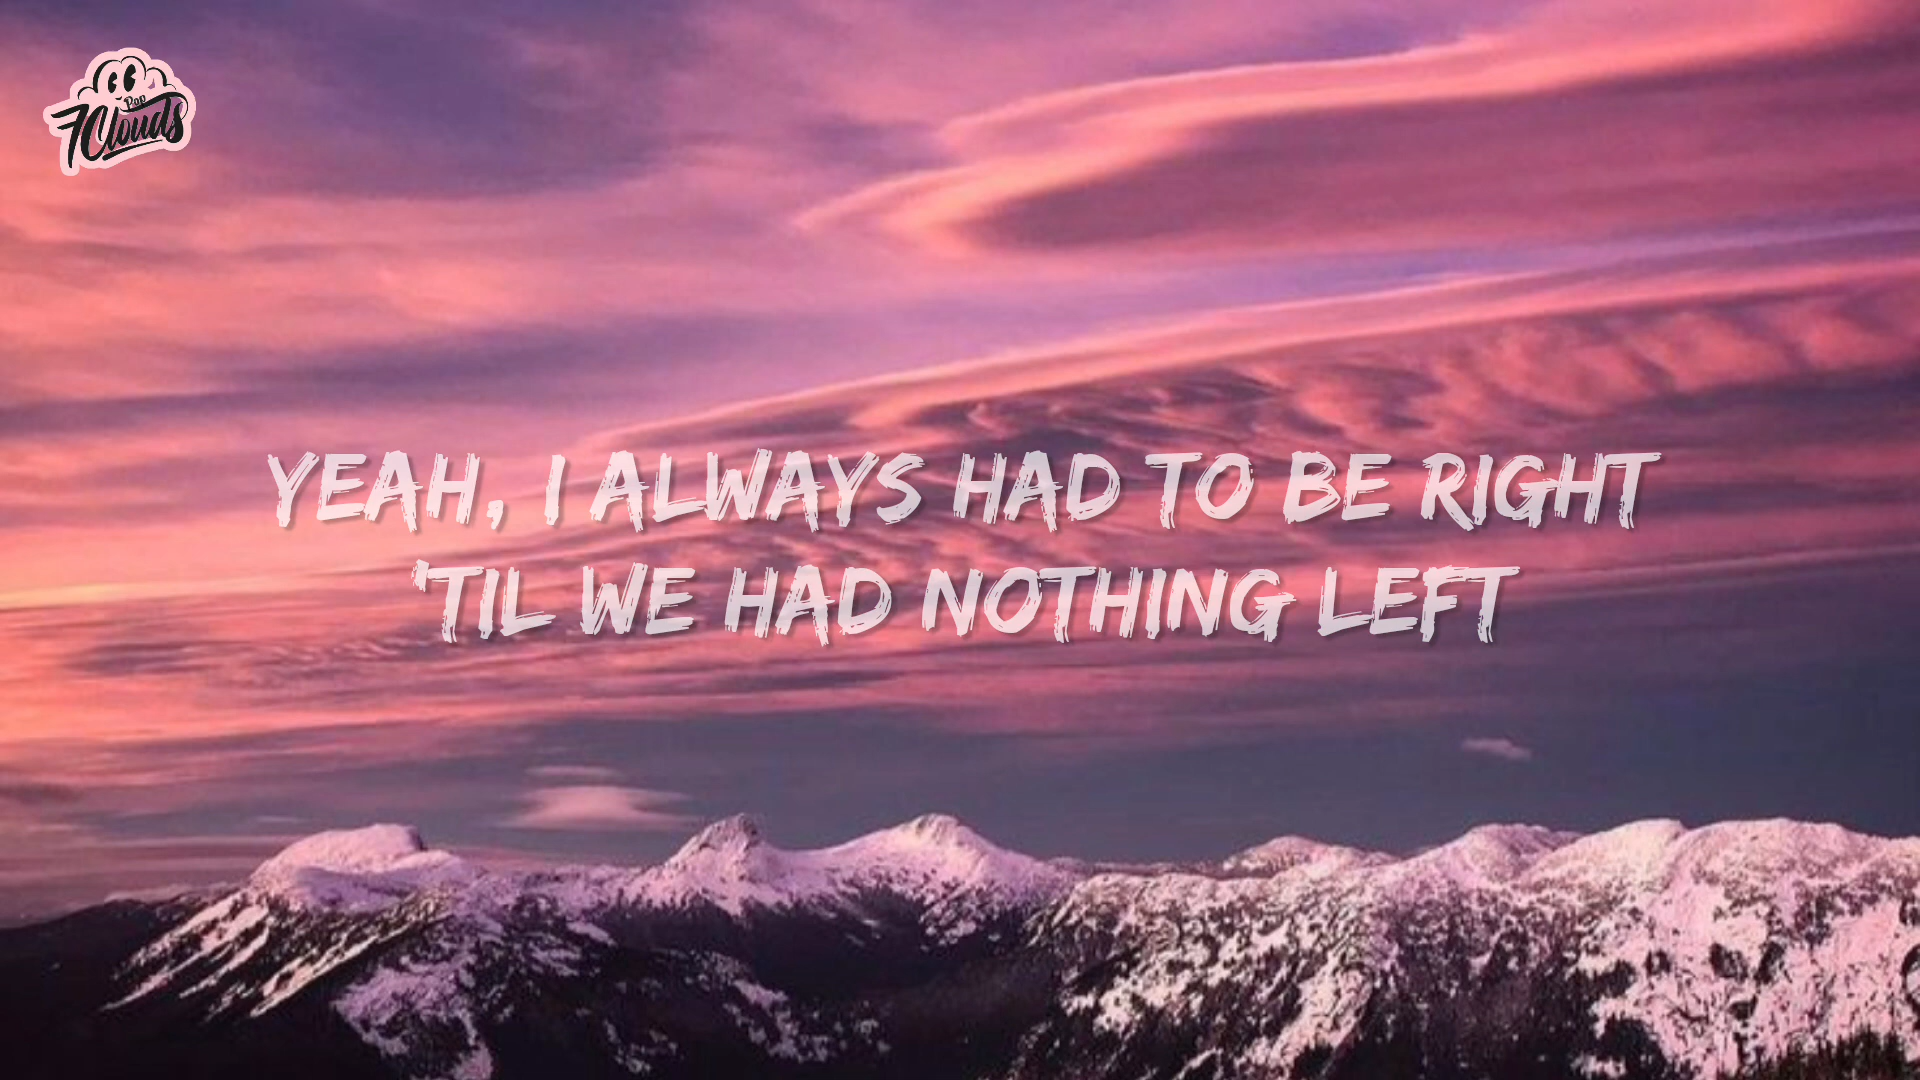 Pop
7Clouds
YEAH, I ALWAYS HAD TO BE RIGHT
'TIL WE HAD NOTHING LEFT